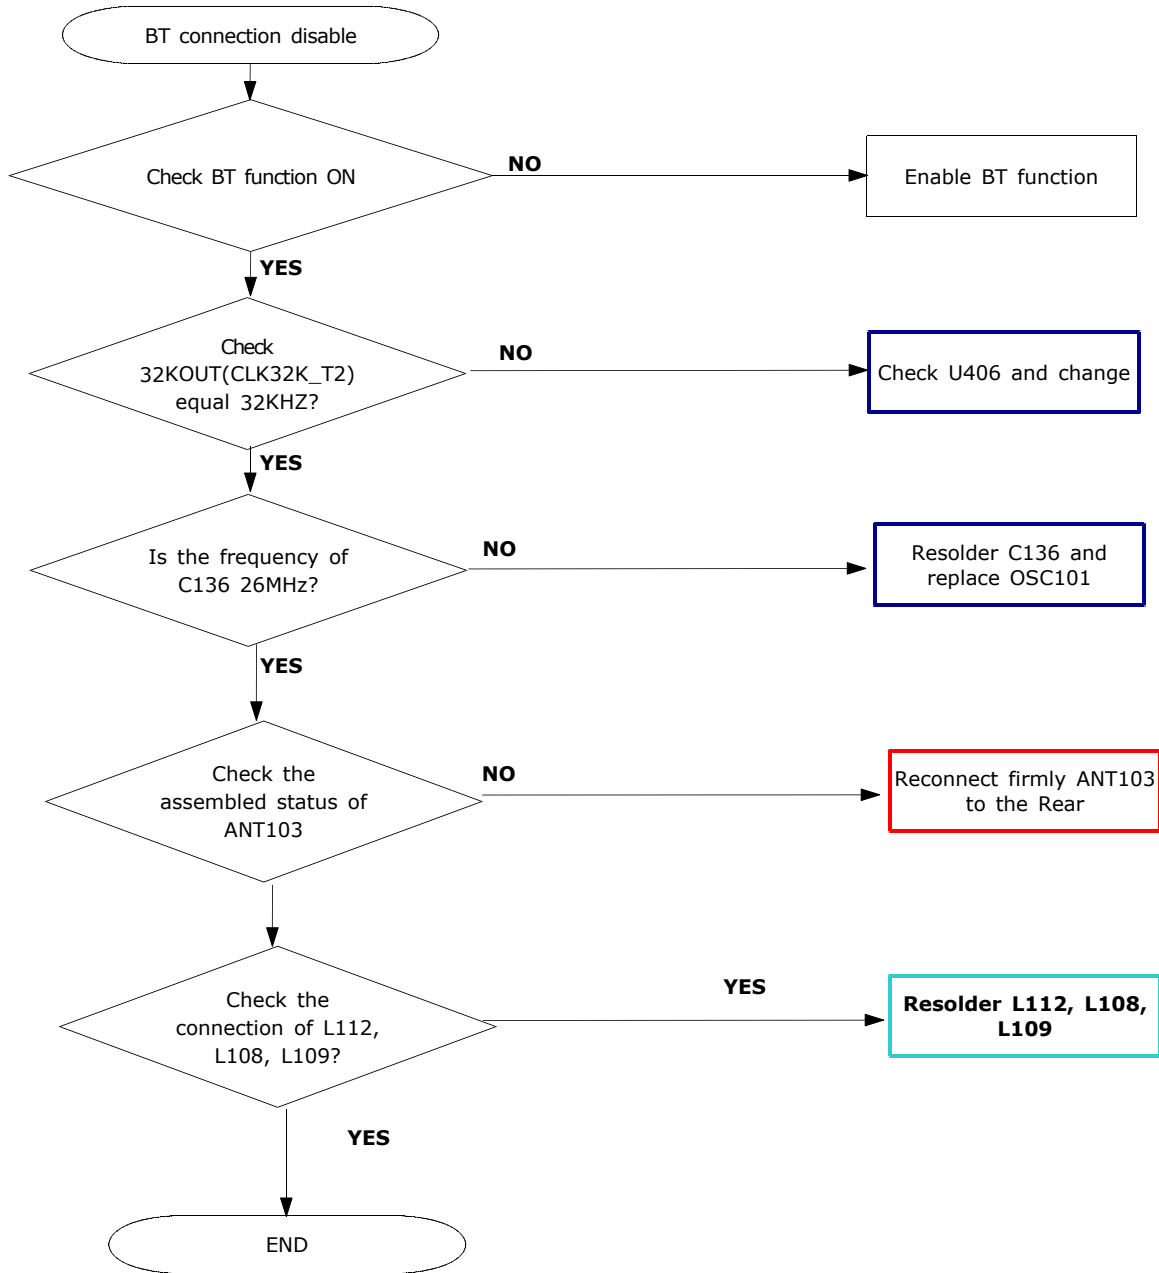 BT connection disable
Check BT function ON
NO
Enable BT function
YES
Check
32KOUT(CLK32K_T2)
equal 32KHZ?
NO
Check U406 and change
YES
Is the frequency of
C136 26MHz?
NO
Resolder C136 and
replace OSC101
YES
Check the
assembled status of
ANT103
NO
Reconnect firmly ANT103
to the Rear
Check the
connection of L112,
L108, L109?
YES
Resolder L112, L108,
L109
YES
END